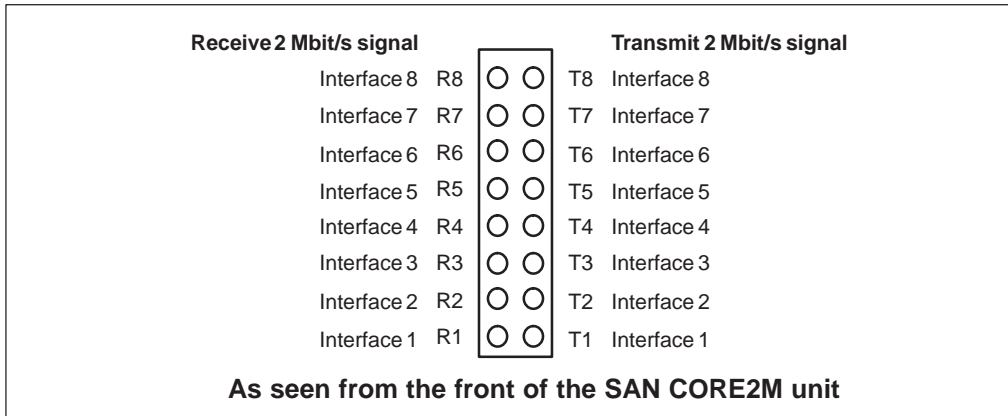 Receive 2 Mbit/s signal Transmit 2 Mbit/s signal
Interface 8 R8 T8 Interface 8
Interface 7 R7 T7 Interface 7
Interface 6 R6 T6 Interface 6
Interface 5 R5 T5 Interface 5
Interface 4 R4 T4 Interface 4
Interface 3 R3 T3 Interface 3
Interface 2 R2 T2 Interface 2
Interface 1 R1 T1 Interface 1
As seen from the front of the SAN CORE2M unit